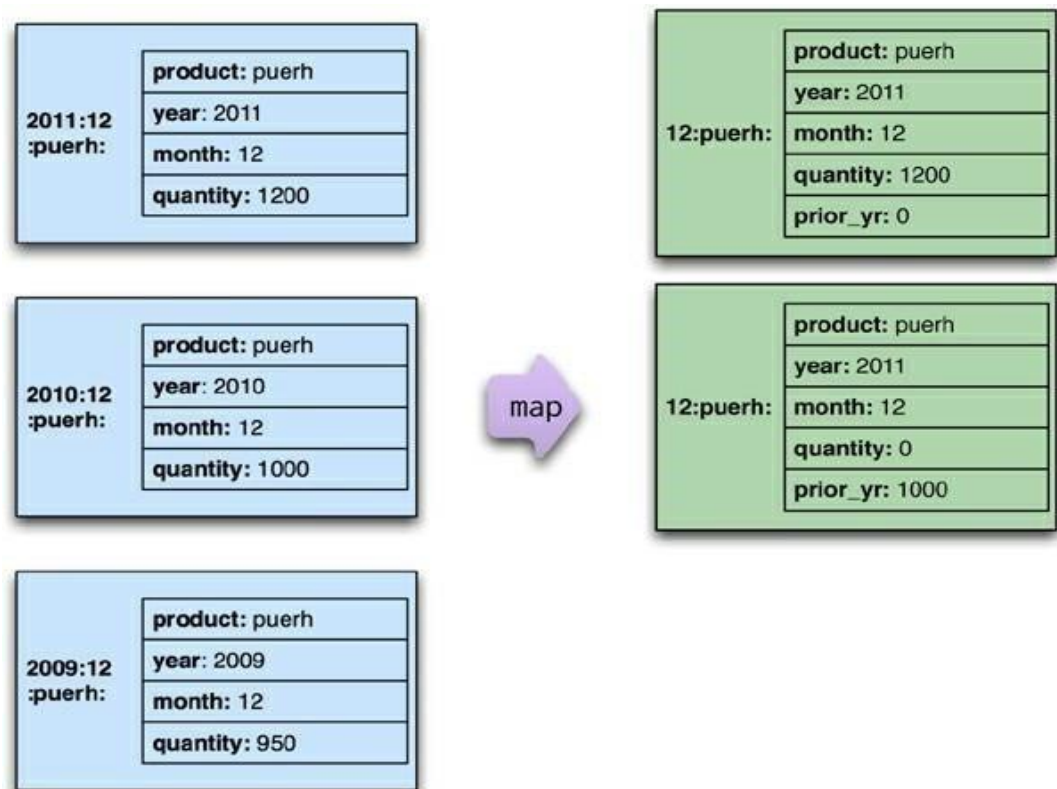 2011:12
:puerh:
product: puerh
year: 2011
month: 12
quantity: 1200
2010:12
:puerh:
product: puerh
year: 2010
month: 12
quantity: 1000
2009:12
:puerh:
product: puerh
year: 2009
month: 12
quantity: 950
map
12:puerh:
product: puerh
year: 2011
month: 12
quantity: 1200
prior_yr: 0
12:puerh:
product: puerh
year: 2011
month: 12
quantity: 0
prior_yr: 1000